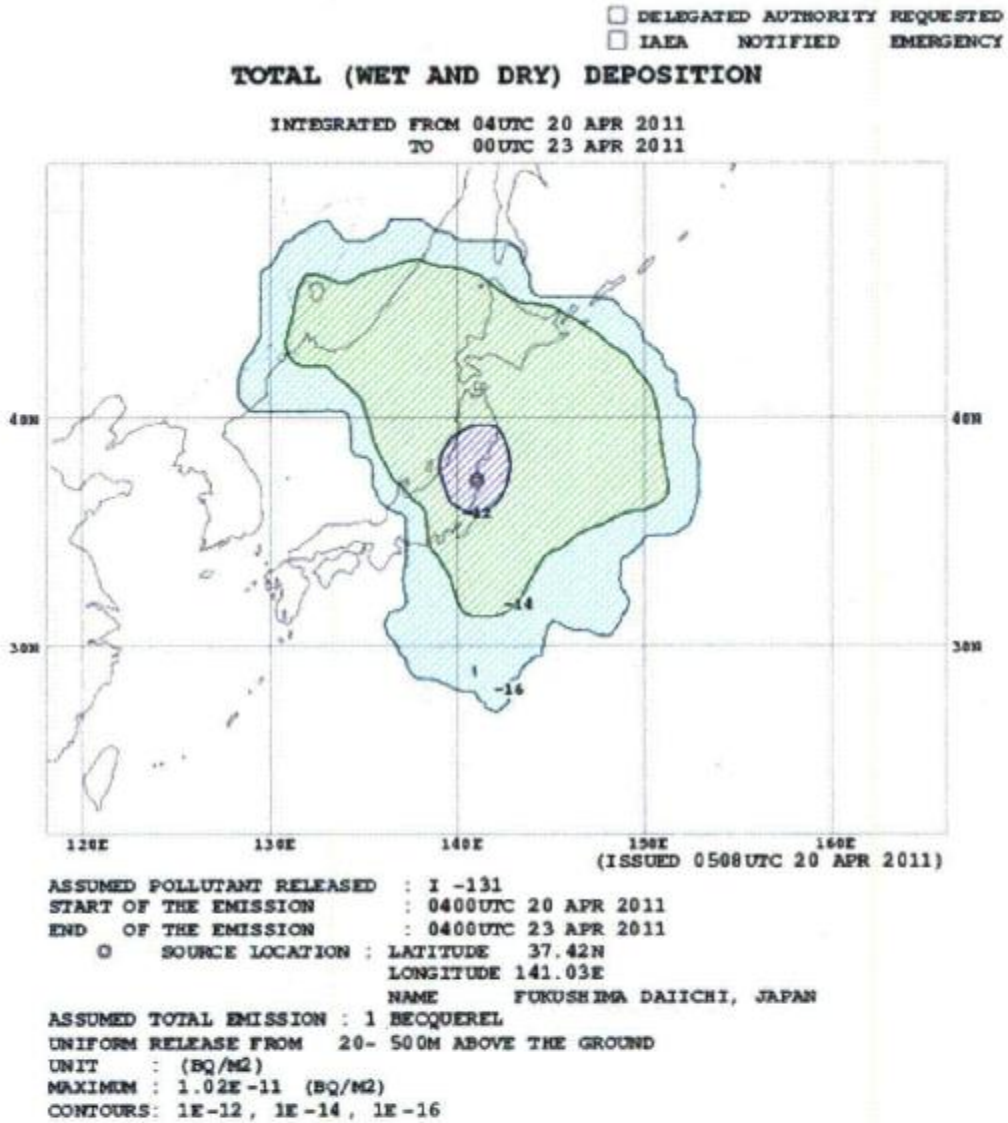 DELEGATED AUTHORITY REQUESTED
IAEA NOTIFIED EMERGENCY
TOTAL (WET AND DRY) DEPOSITION
INTEGRATED FROM 04UTC 20 APR 2011
TO 00UTC 23 APR 2011
40N 40N
-12
-14
30N 30N
-16
120E 130E 140E 150E 160E
(ISSUED 0508UTC 20 APR 2011)
ASSUMED POLLUTANT RELEASED : I -131
START OF THE EMISSION : 0400UTC 20 APR 2011
END OF THE EMISSION : 0400UTC 23 APR 2011
SOURCE LOCATION : LATITUDE 37.42N
LONGITUDE 141.03E
NAME FUKUSHIMA DAIICHI, JAPAN
ASSUMED TOTAL EMISSION : 1 BECQUEREL
UNIFORM RELEASE FROM 20- 500M ABOVE THE GROUND
UNIT : (BQ/M2)
MAXIMUM : 1.02E-11 (BQ/M2)
CONTOURS: 1E-12, 1E-14, 1E-16